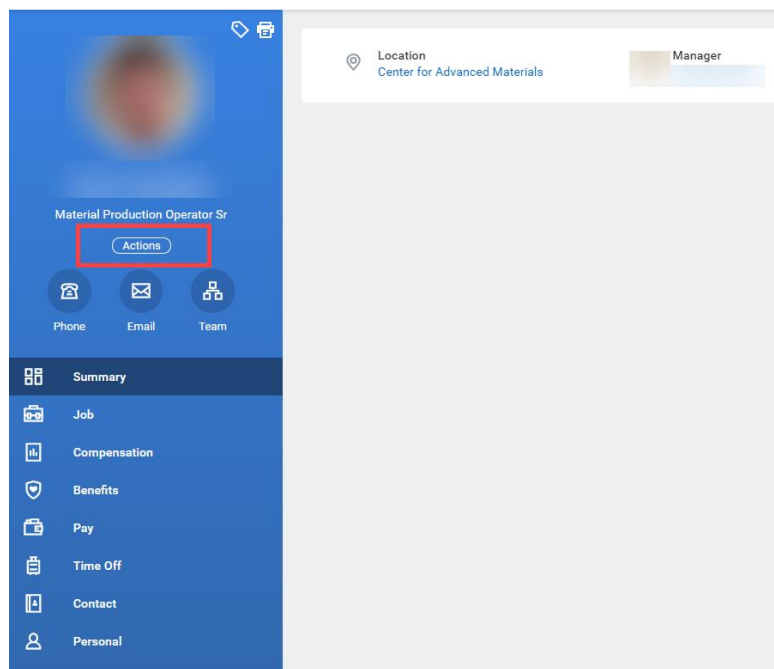 Material Production Operator Sr
Actions
Phone
Email
Team
Summary
Job
Compensation
Benefits
Pay
Time Off
Contact
Personal
Location
Center for Advanced Materials
Manager